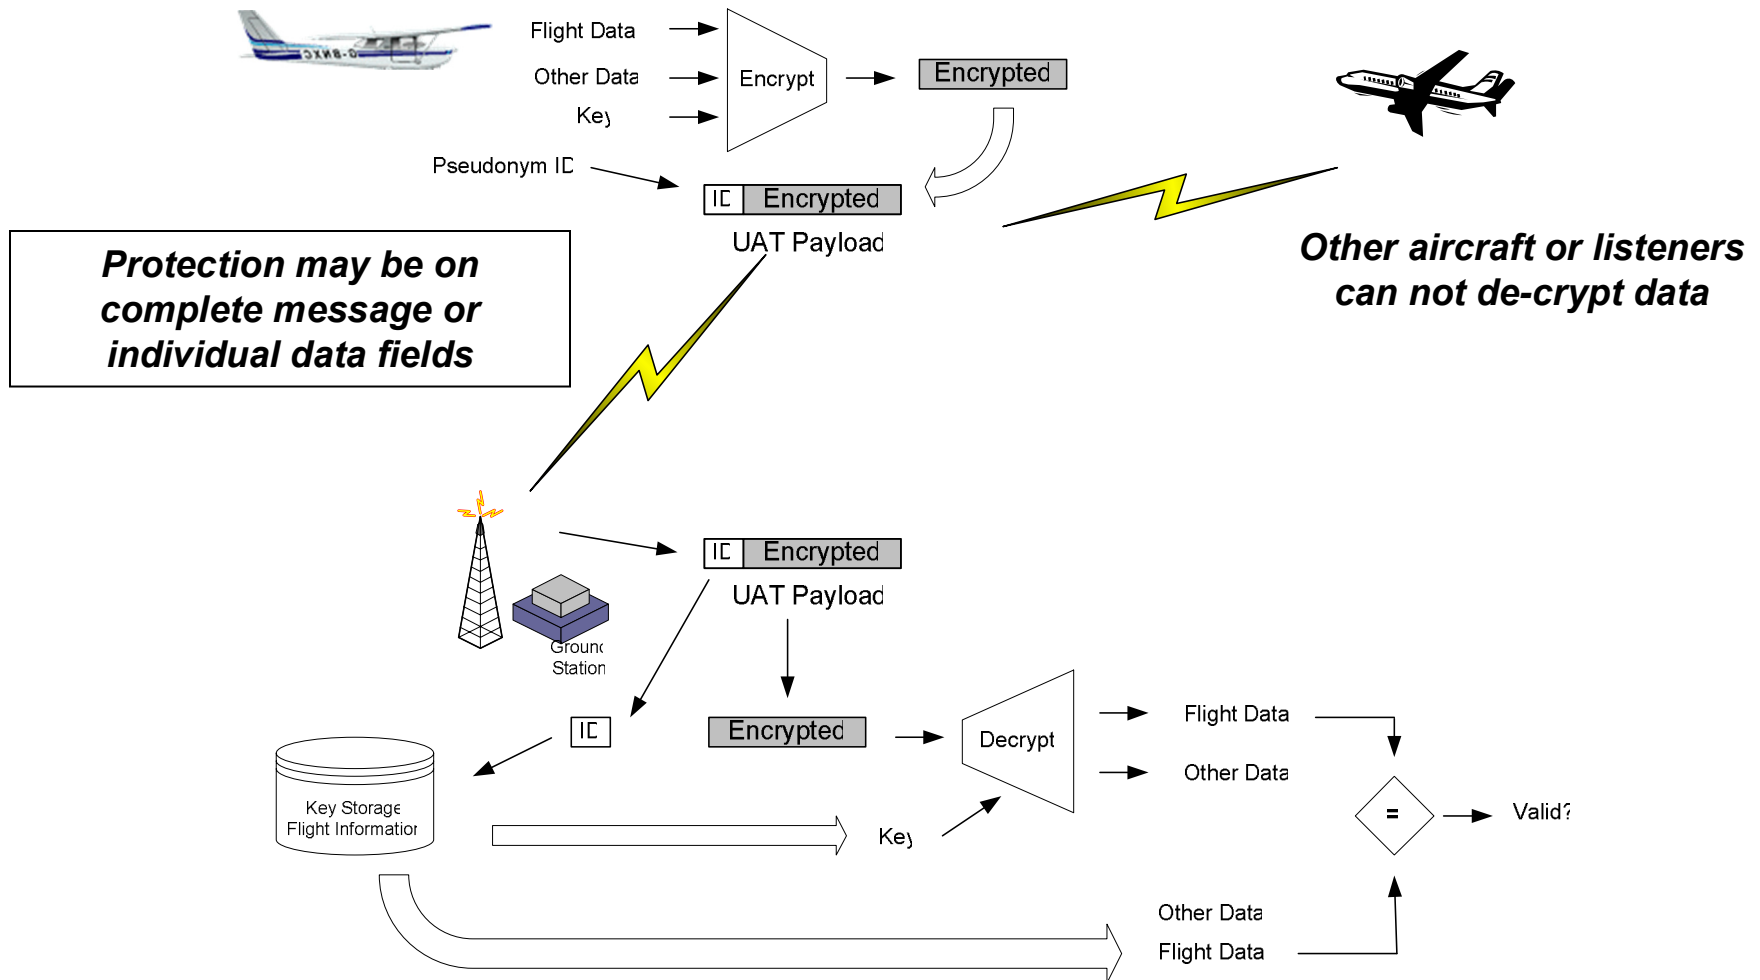 Flight Data
Other Data
Key
Encrypt
Encrypted
G-BNXC
Pseudonym ID
ID Encrypted
UAT Payload
Protection may be on
complete message or
individual data fields
Other aircraft or listeners
can not de-crypt data
ID Encrypted
UAT Payload
Ground
Station
ID
Encrypted
Decrypt
Flight Data
Other Data
Key Storage
Flight Information
Key
=
Valid?
Other Data
Flight Data